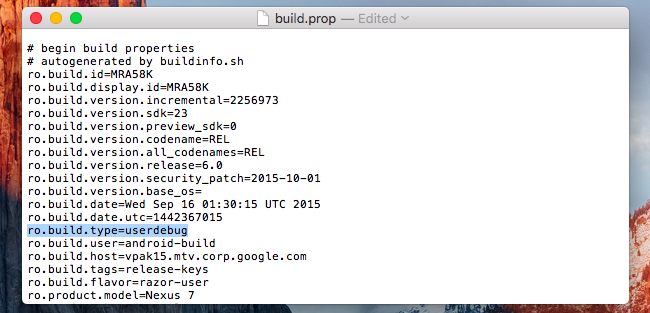 build.prop — Edited
# begin build properties
# autogenerated by buildinfo.sh
ro.build.id=MRA58K
ro.build.display.id=MRA58K
ro.build.version.incremental=2256973
ro.build.version.sdk=23
ro.build.version.preview_sdk=0
ro.build.version.codename=REL
ro.build.version.all_codenames=REL
ro.build.version.release=6.0
ro.build.version.security_patch=2015-10-01
ro.build.version.base_os=
ro.build.date=Wed Sep 16 01:30:15 UTC 2015
ro.build.date.utc=1442367015
ro.build.type=userdebug
ro.build.user=android-build
ro.build.host=vpak15.mtv.corp.google.com
ro.build.tags=release-keys
ro.build.flavor=razor-user
ro.product.model=Nexus 7